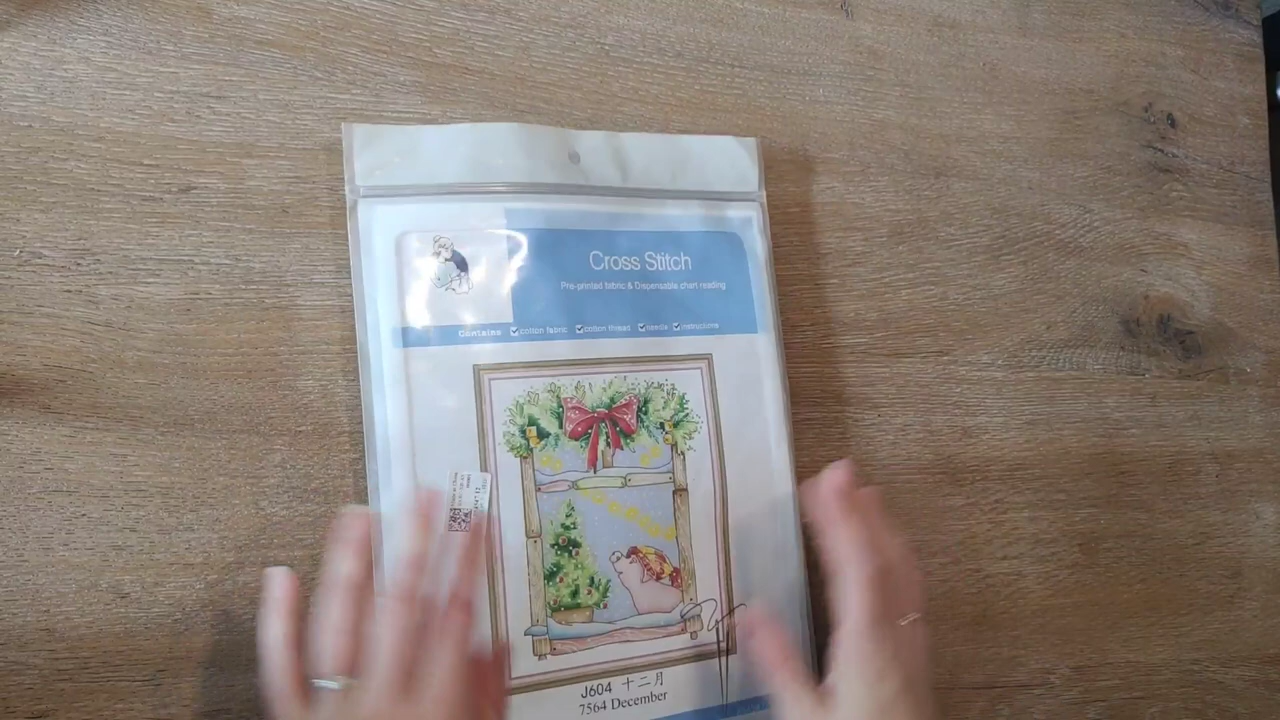 Cross Stitch
Pre-printed fabric & Dispensable chart reading
Contains cotton fabric cotton thread needle instructions
J604 十二月
7564 December